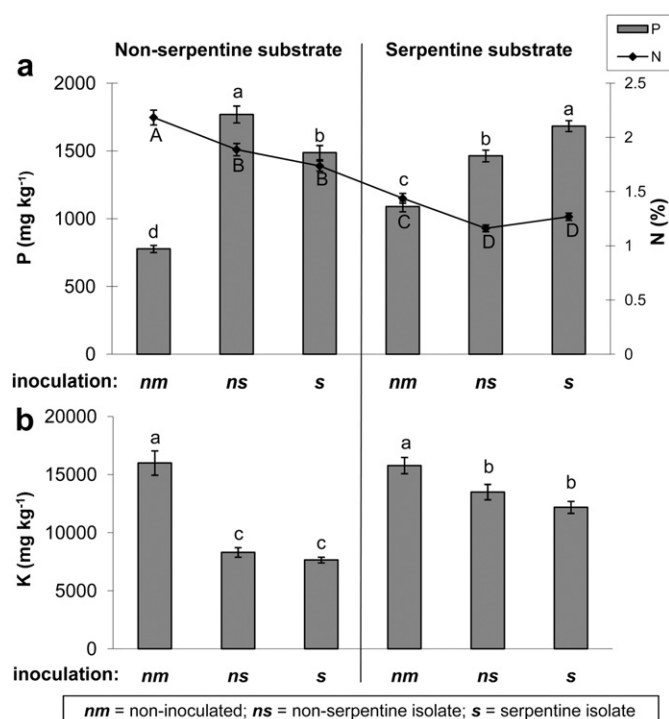 P
N
Non-serpentine substrate Serpentine substrate
a
2000 2.5
a a
A b b
1500 2
B B c
P (mg kg⁻¹) 1000 1.5 N (%)
d C D D
1
500 0.5
0 0
inoculation: nm ns s nm ns s
b
20000
a a
15000
b b
K (mg kg⁻¹) 10000
c c
5000
0
inoculation: nm ns s nm ns s
nm = non-inoculated; ns = non-serpentine isolate; s = serpentine isolate